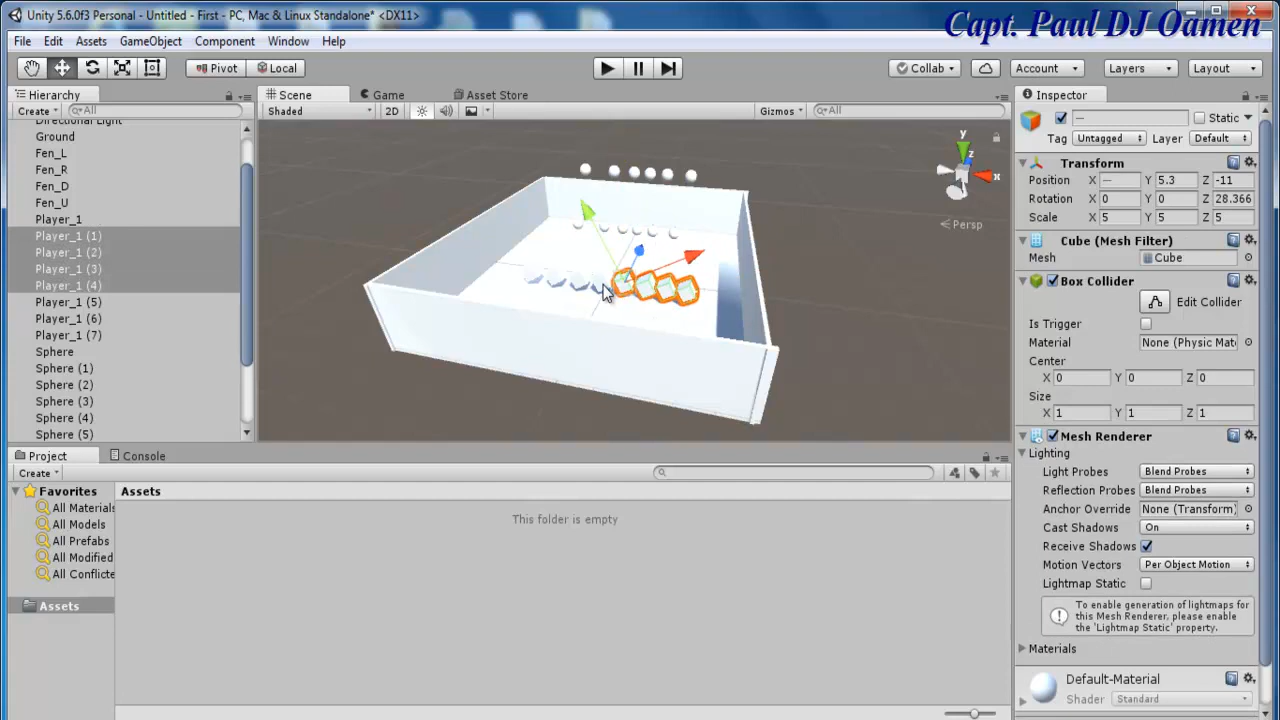 Unity 5.6.0f3 Personal - Untitled - First - PC, Mac & Linux Standalone* <DX11>
Capt. Paul DJ Oamen
File Edit Assets GameObject Component Window Help
Pivot Local Collab Account Layers Layout
Hierarchy
Create All
Directional Light
Ground
Fen_L
Fen_R
Fen_D
Fen_U
Player_1
Player_1 (1)
Player_1 (2)
Player_1 (3)
Player_1 (4)
Player_1 (5)
Player_1 (6)
Player_1 (7)
Sphere
Sphere (1)
Sphere (2)
Sphere (3)
Sphere (4)
Sphere (5)
Scene Game Asset Store
Shaded 2D Gizmos All
y
z
x
Persp
Inspector
— Static
Tag Untagged Layer Default
Transform
Position X — Y 5.3 Z -11
Rotation X 0 Y 0 Z 28.366
Scale X 5 Y 5 Z 5
Cube (Mesh Filter)
Mesh Cube
Box Collider
Edit Collider
Is Trigger
Material None (Physic Mate
Center
X 0 Y 0 Z 0
Size
X 1 Y 1 Z 1
Mesh Renderer
Lighting
Light Probes Blend Probes
Reflection Probes Blend Probes
Anchor Override None (Transform)
Cast Shadows On
Receive Shadows
Motion Vectors Per Object Motion
Lightmap Static
To enable generation of lightmaps for
this Mesh Renderer, please enable
the 'Lightmap Static' property.
Materials
Default-Material
Shader Standard
Project Console
Create
Favorites
All Materials
All Models
All Prefabs
All Modified
All Conflicte
Assets
Assets
This folder is empty